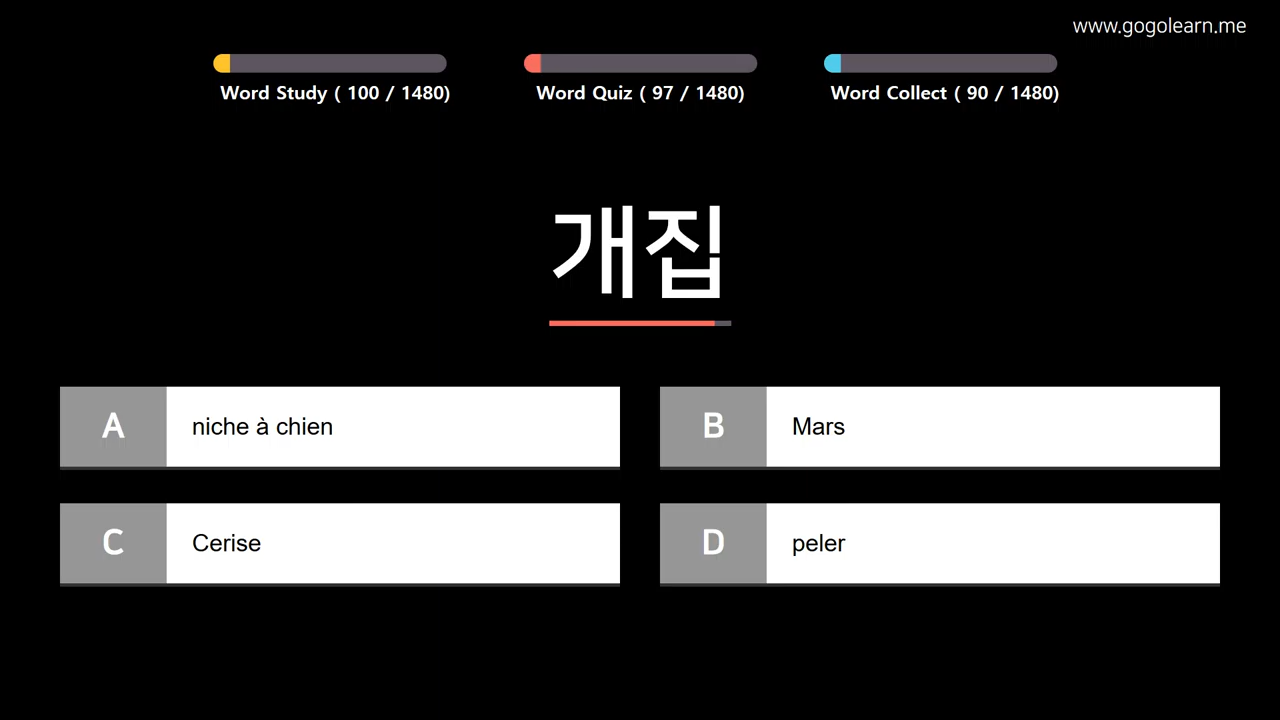 www.gogolearn.me
Word Study ( 100 / 1480)
Word Quiz ( 97 / 1480)
Word Collect ( 90 / 1480)
개집
A niche à chien
B Mars
C Cerise
D peler